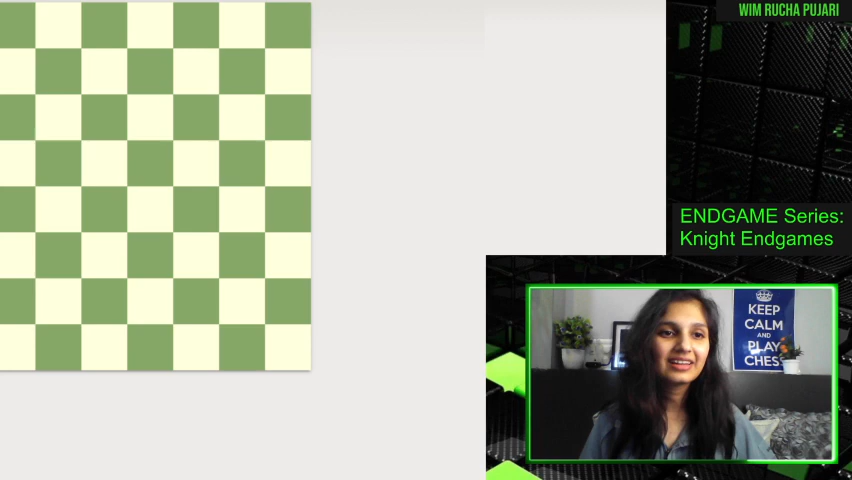 WIM RUCHA PUJARI
ENDGAME Series:
Knight Endgames
KEEP
CALM
AND
PLAY
CHESS